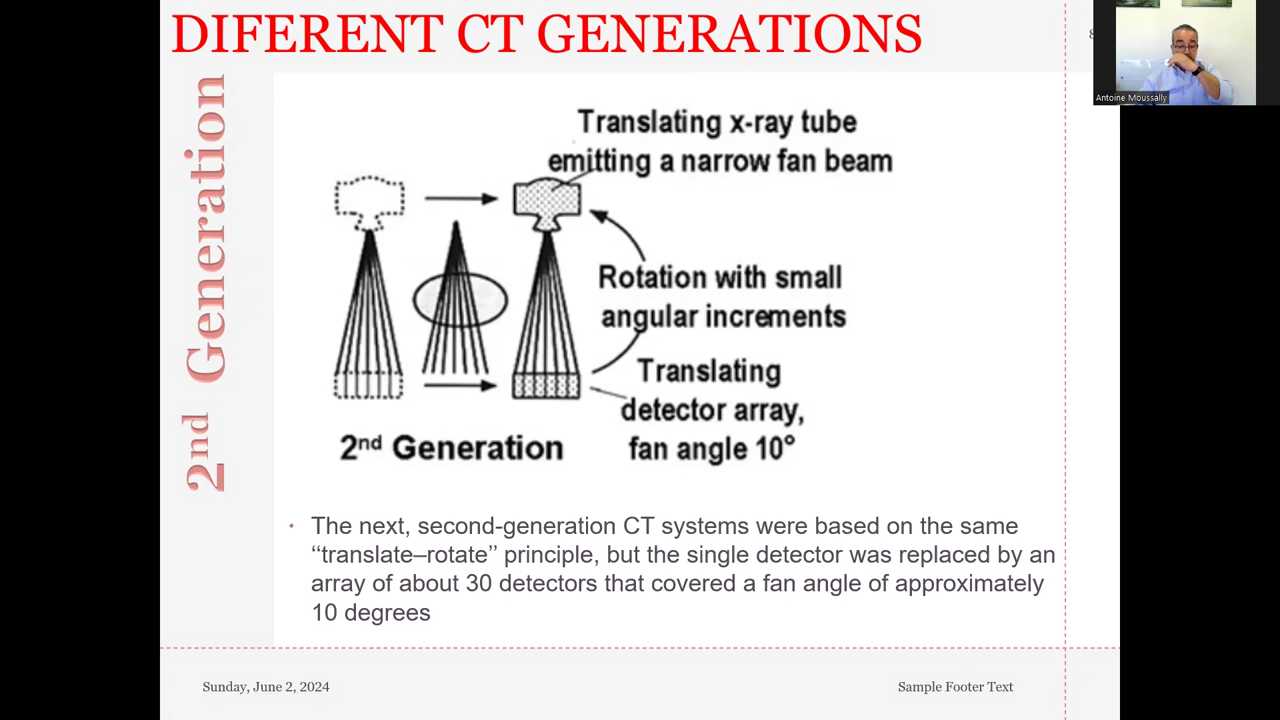 DIFERENT CT GENERATIONS
Antoine Moussally
2nd Generation
Translating x-ray tube
emitting a narrow fan beam
Rotation with small
angular increments
Translating
detector array,
fan angle 10°
2nd Generation
• The next, second-generation CT systems were based on the same
‘‘translate–rotate’’ principle, but the single detector was replaced by an
array of about 30 detectors that covered a fan angle of approximately
10 degrees
Sunday, June 2, 2024
Sample Footer Text